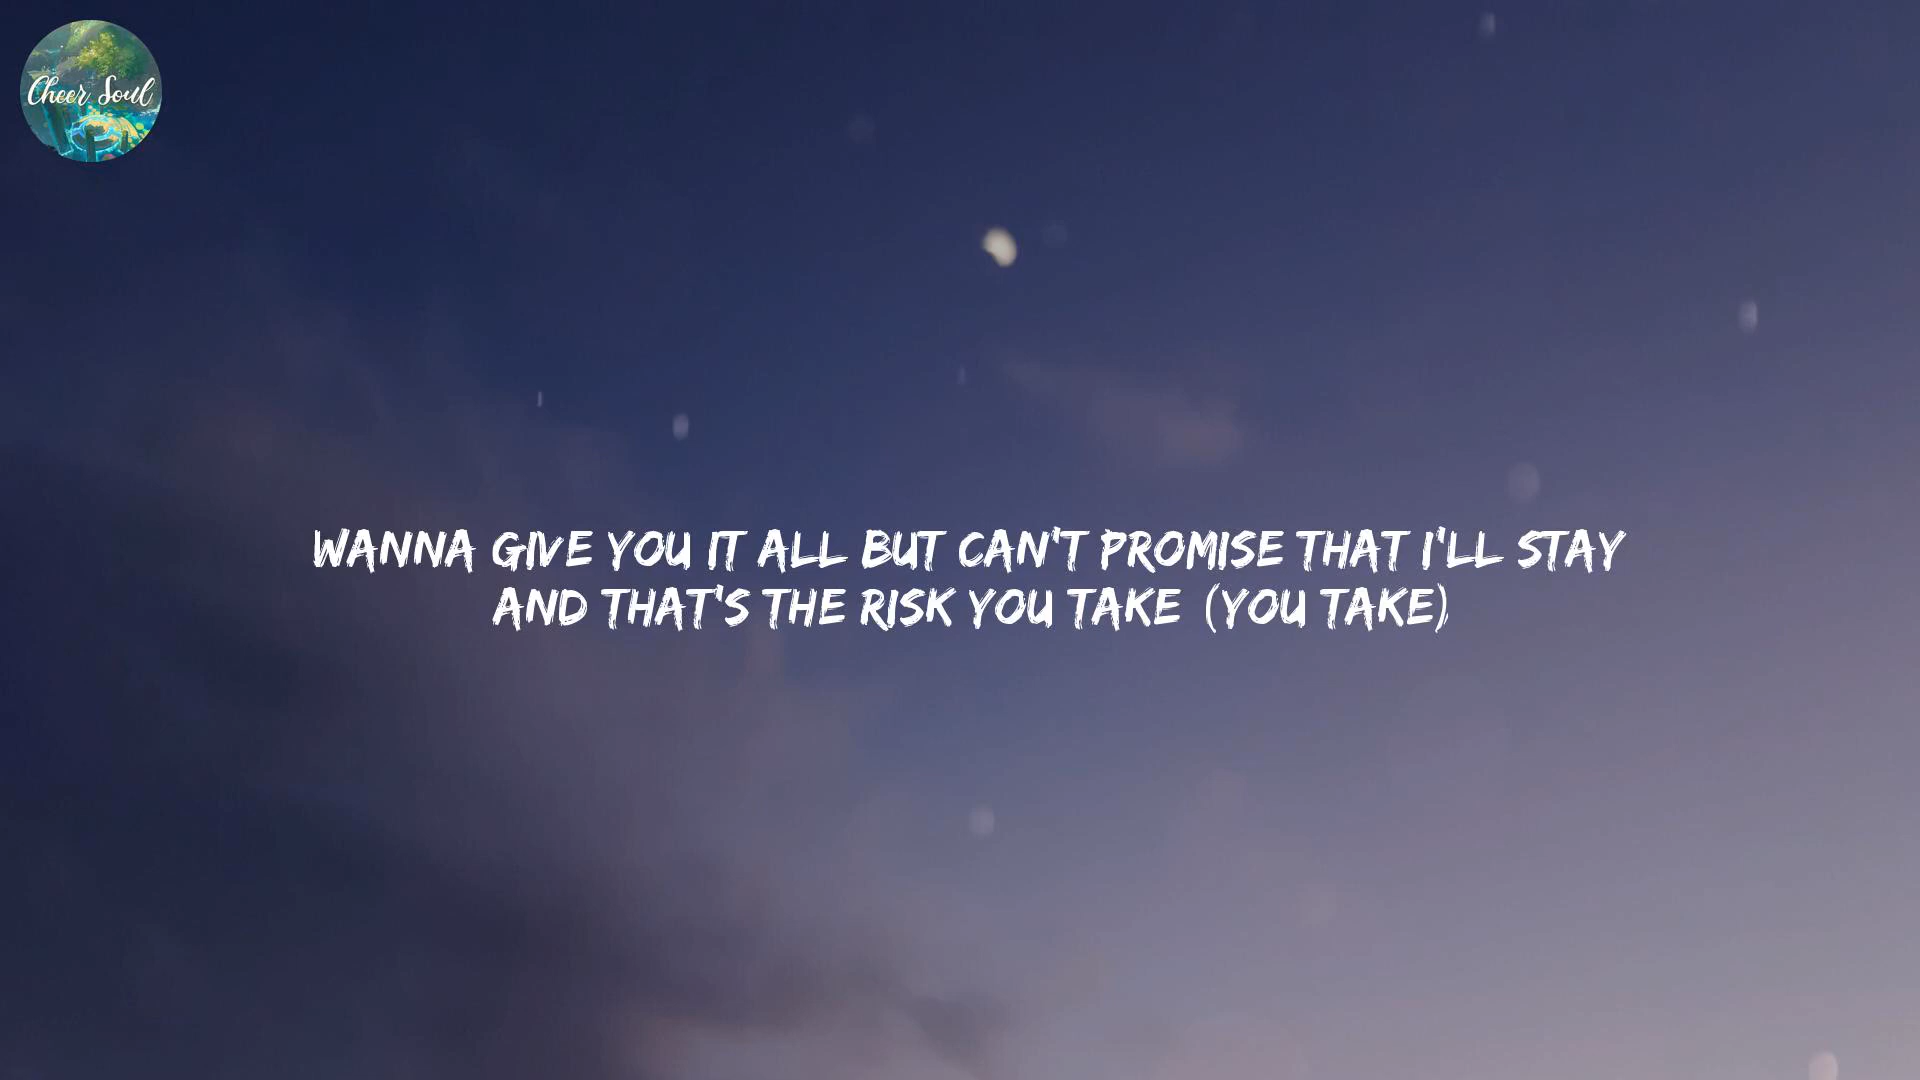 Cheer Soul
WANNA GIVE YOU IT ALL BUT CAN'T PROMISE THAT I'LL STAY
AND THAT'S THE RISK YOU TAKE (YOU TAKE)